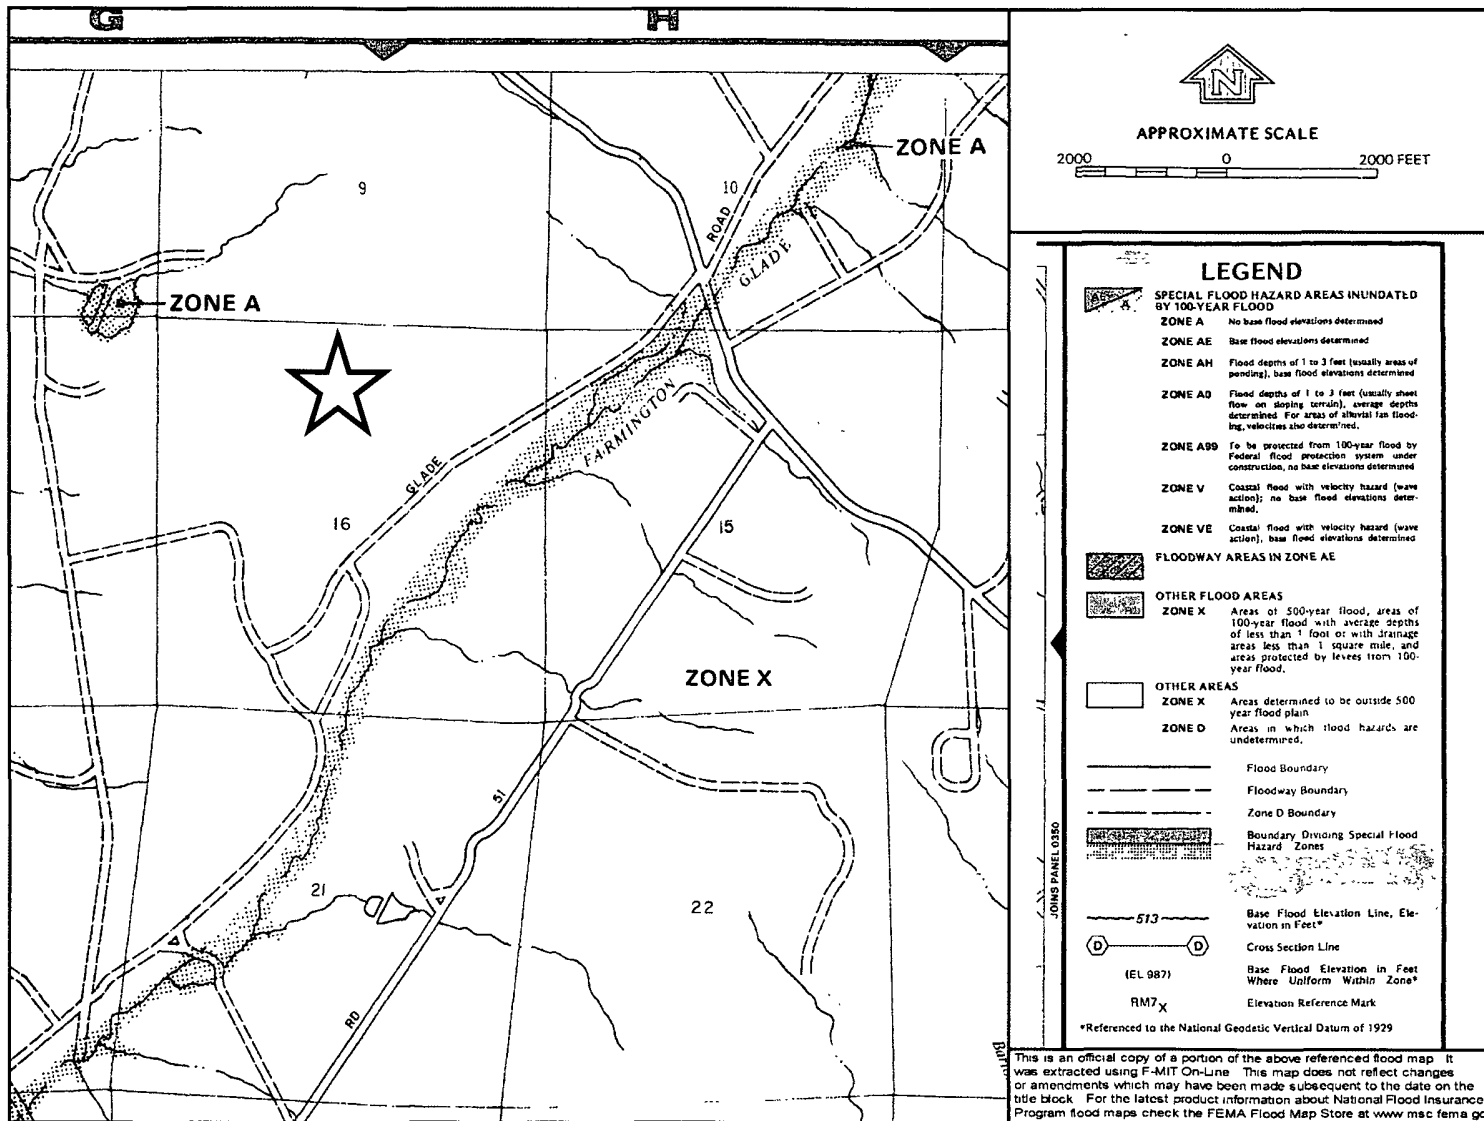 G
H
9
10
ZONE A
ROAD
GLADE
ZONE A
FARMINGTON
GLADE
16
15
ZONE X
51
21
22
RD
N
APPROXIMATE SCALE
2000 0 2000 FEET
LEGEND
SPECIAL FLOOD HAZARD AREAS INUNDATED
BY 100-YEAR FLOOD
ZONE A No base flood elevations determined
ZONE AE Base flood elevations determined
ZONE AH Flood depths of 1 to 3 feet (usually areas of
ponding), base flood elevations determined
ZONE AO Flood depths of 1 to 3 feet (usually sheet
flow on sloping terrain), average depths
determined For areas of alluvial fan flood-
ing, velocities also determined.
ZONE A99 To be protected from 100-year flood by
Federal flood protection system under
construction, no base elevations determined
ZONE V Coastal flood with velocity hazard (wave
action); no base flood elevations deter-
mined.
ZONE VE Coastal flood with velocity hazard (wave
action), base flood elevations determined
FLOODWAY AREAS IN ZONE AE
OTHER FLOOD AREAS
ZONE X Areas of 500-year flood, areas of
100-year flood with average depths
of less than 1 foot or with drainage
areas less than 1 square mile, and
areas protected by levees from 100-
year flood.
OTHER AREAS
ZONE X Areas determined to be outside 500
year flood plain
ZONE D Areas in which flood hazards are
undetermined.
Flood Boundary
Floodway Boundary
Zone D Boundary
Boundary Dividing Special Flood
Hazard Zones
513 Base Flood Elevation Line, Ele-
vation in Feet*
D D Cross Section Line
(EL 987) Base Flood Elevation in Feet
Where Uniform Within Zone*
RM7X Elevation Reference Mark
*Referenced to the National Geodetic Vertical Datum of 1929
JOINS PANEL 0350
This is an official copy of a portion of the above referenced flood map It
was extracted using F-MIT On-Line This map does not reflect changes
or amendments which may have been made subsequent to the date on the
title block For the latest product information about National Flood Insurance
Program flood maps check the FEMA Flood Map Store at www msc fema go